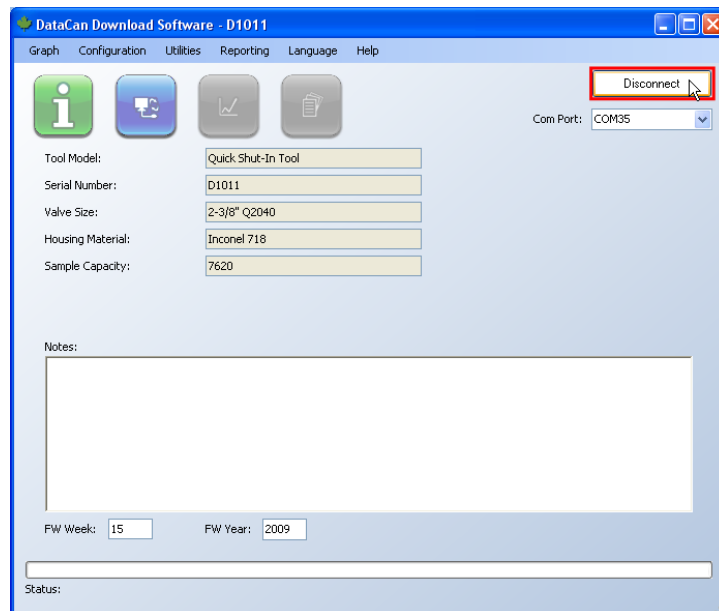 DataCan Download Software - D1011
Graph Configuration Utilities Reporting Language Help
Disconnect
Com Port: COM35
Tool Model: Quick Shut-In Tool
Serial Number: D1011
Valve Size: 2-3/8" Q2040
Housing Material: Inconel 718
Sample Capacity: 7620
Notes:
FW Week: 15 FW Year: 2009
Status: